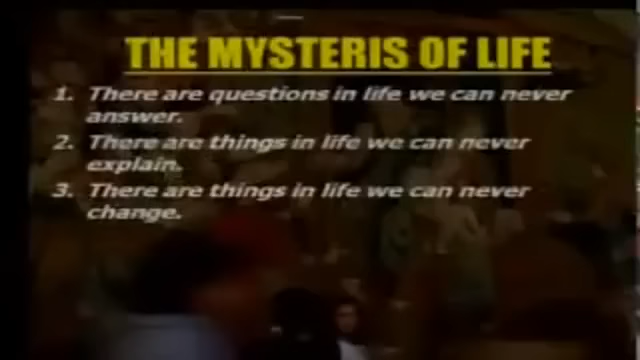 THE MYSTERIS OF LIFE
1. There are questions in life we can never
answer.
2. There are things in life we can never
explain.
3. There are things in life we can never
change.